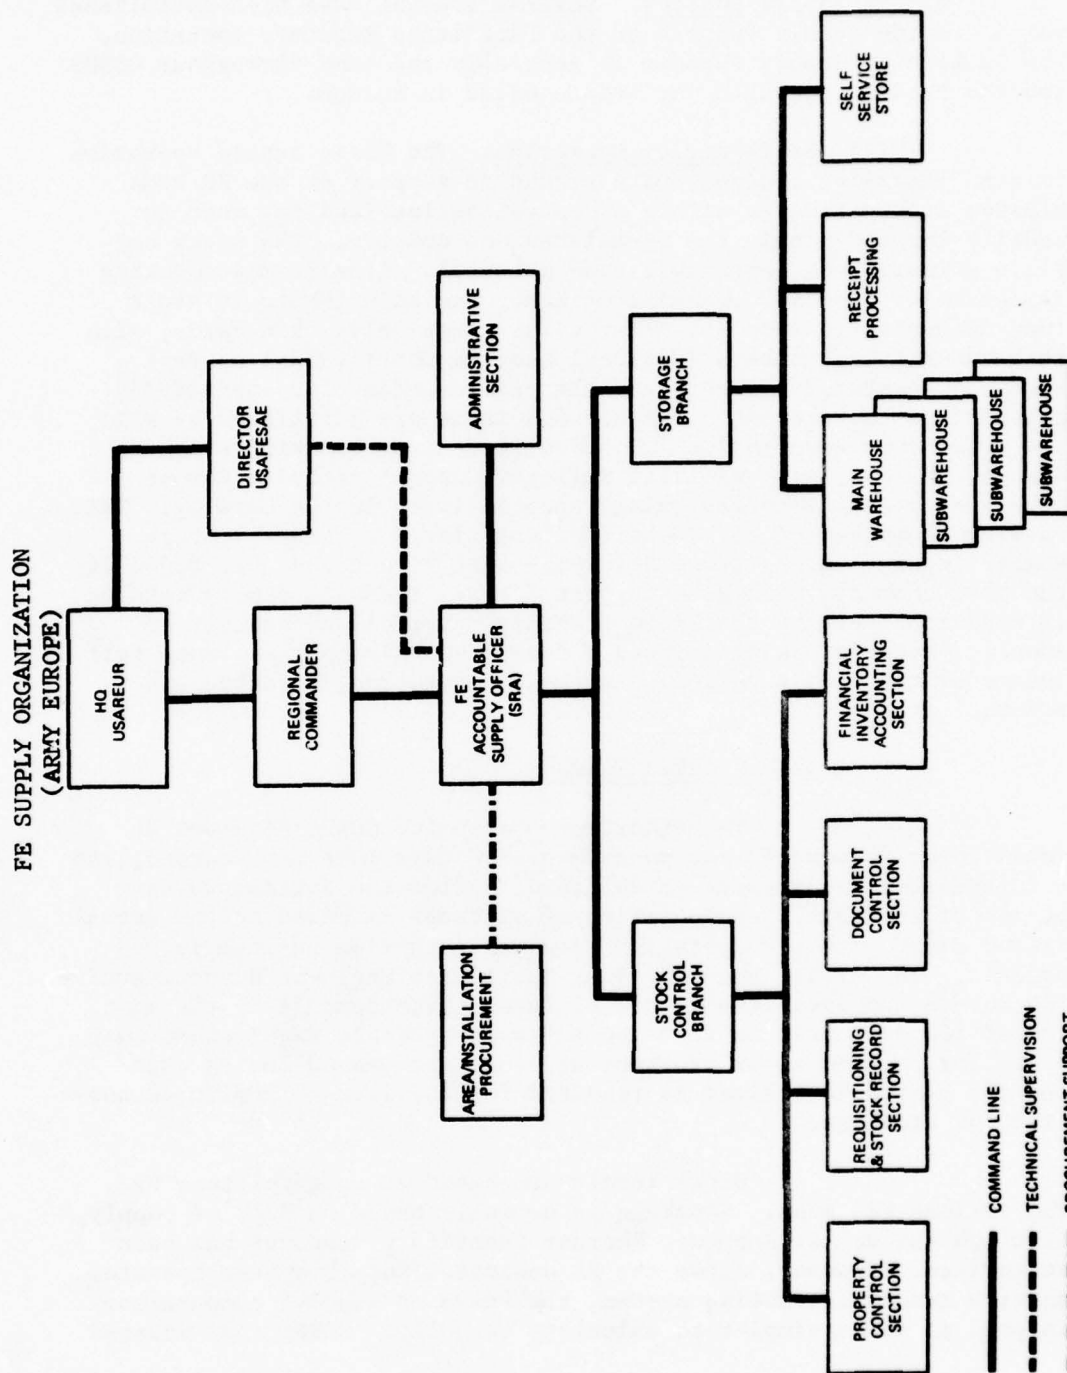 FE SUPPLY ORGANIZATION
(ARMY EUROPE)
HQ
USAREUR
DIRECTOR
USAFESAE
REGIONAL
COMMANDER
AREA/INSTALLATION
PROCUREMENT
FE
ACCOUNTABLE
SUPPLY OFFICER
(SRA)
ADMINISTRATIVE
SECTION
STOCK
CONTROL
BRANCH
STORAGE
BRANCH
PROPERTY
CONTROL
SECTION
REQUISITIONING
& STOCK RECORD
SECTION
DOCUMENT
CONTROL
SECTION
FINANCIAL
INVENTORY
ACCOUNTING
SECTION
MAIN
WAREHOUSE
SUBWAREHOUSE
SUBWAREHOUSE
SUBWAREHOUSE
RECEIPT
PROCESSING
SELF
SERVICE
STORE
COMMAND LINE
TECHNICAL SUPERVISION
PROCUREMENT SUPPORT